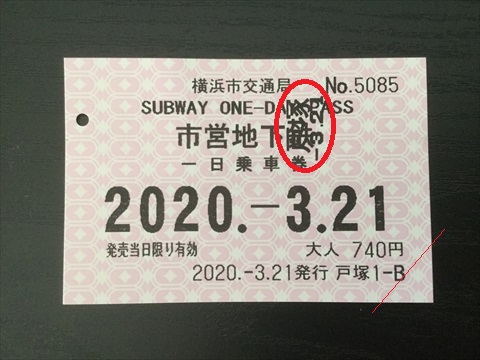 横浜市交通局 No.5085
SUBWAY ONE-DAY PASS
市営地下鉄
一日乗車券
2020.-3.21
発売当日限り有効 大人 740円
2020.-3.21発行 戸塚1-B